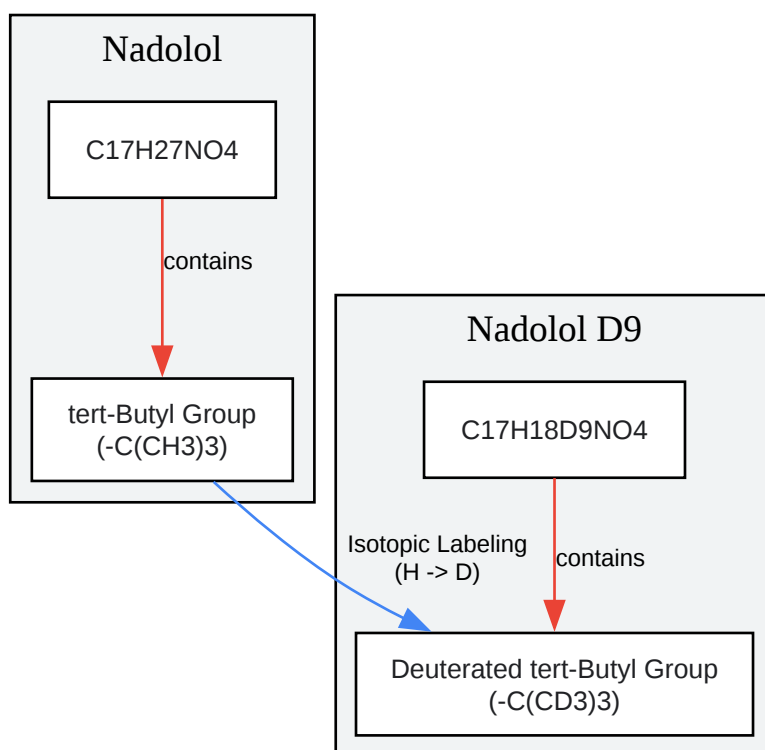 Nadolol
C17H27NO4
contains
tert-Butyl Group
(-C(CH3)3)
Nadolol D9
C17H18D9NO4
Isotopic Labeling
(H -> D)
contains
Deuterated tert-Butyl Group
(-C(CD3)3)